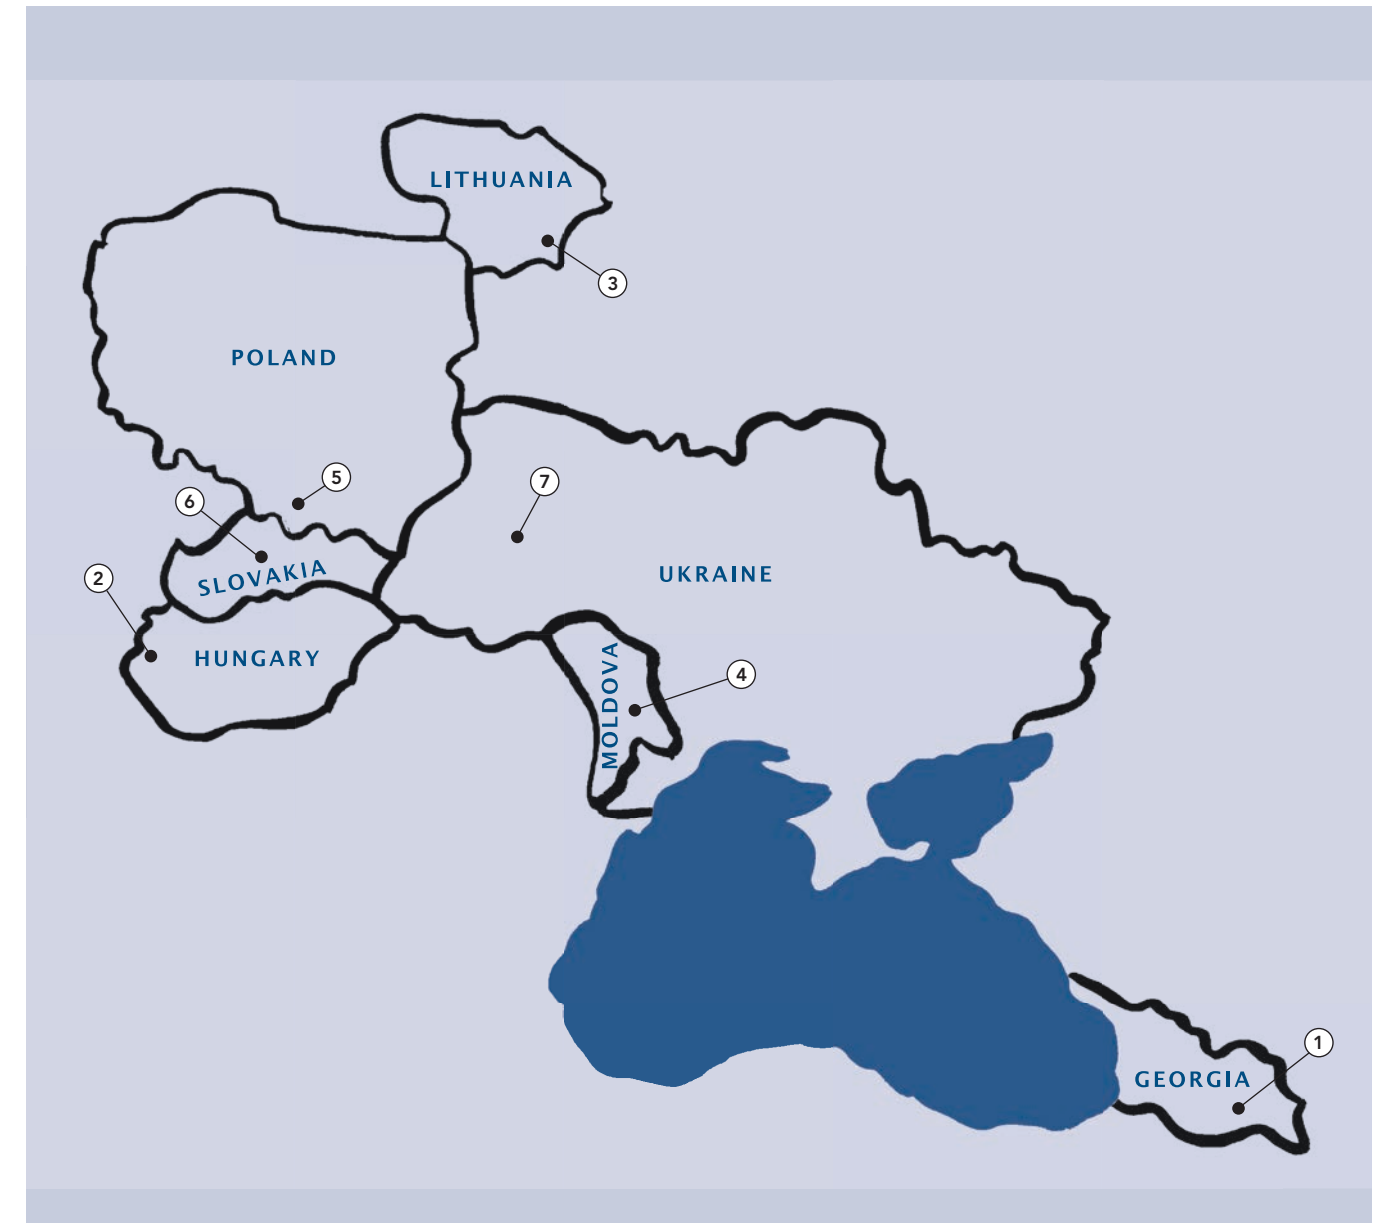 LITHUANIA
3
POLAND
5
7
6
UKRAINE
2
SLOVAKIA
HUNGARY
MOLDOVA
4
1
GEORGIA